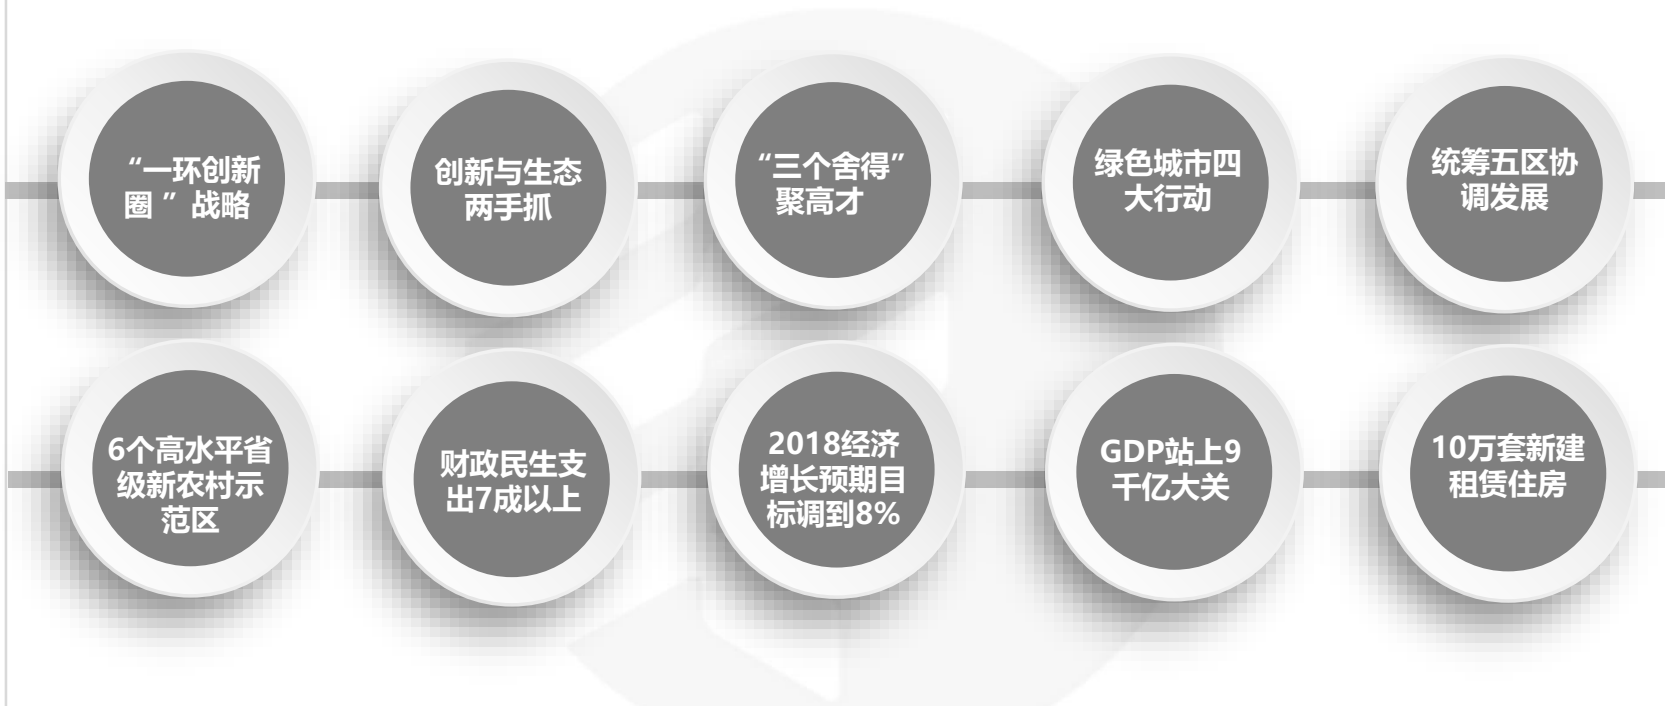 “一环创新
圈 ”战略
创新与生态
两手抓
“三个舍得”
聚高才
绿色城市四
大行动
统筹五区协
调发展
6个高水平省
级新农村示
范区
财政民生支
出7成以上
2018经济
增长预期目
标调到8%
GDP站上9
千亿大关
10万套新建
租赁住房